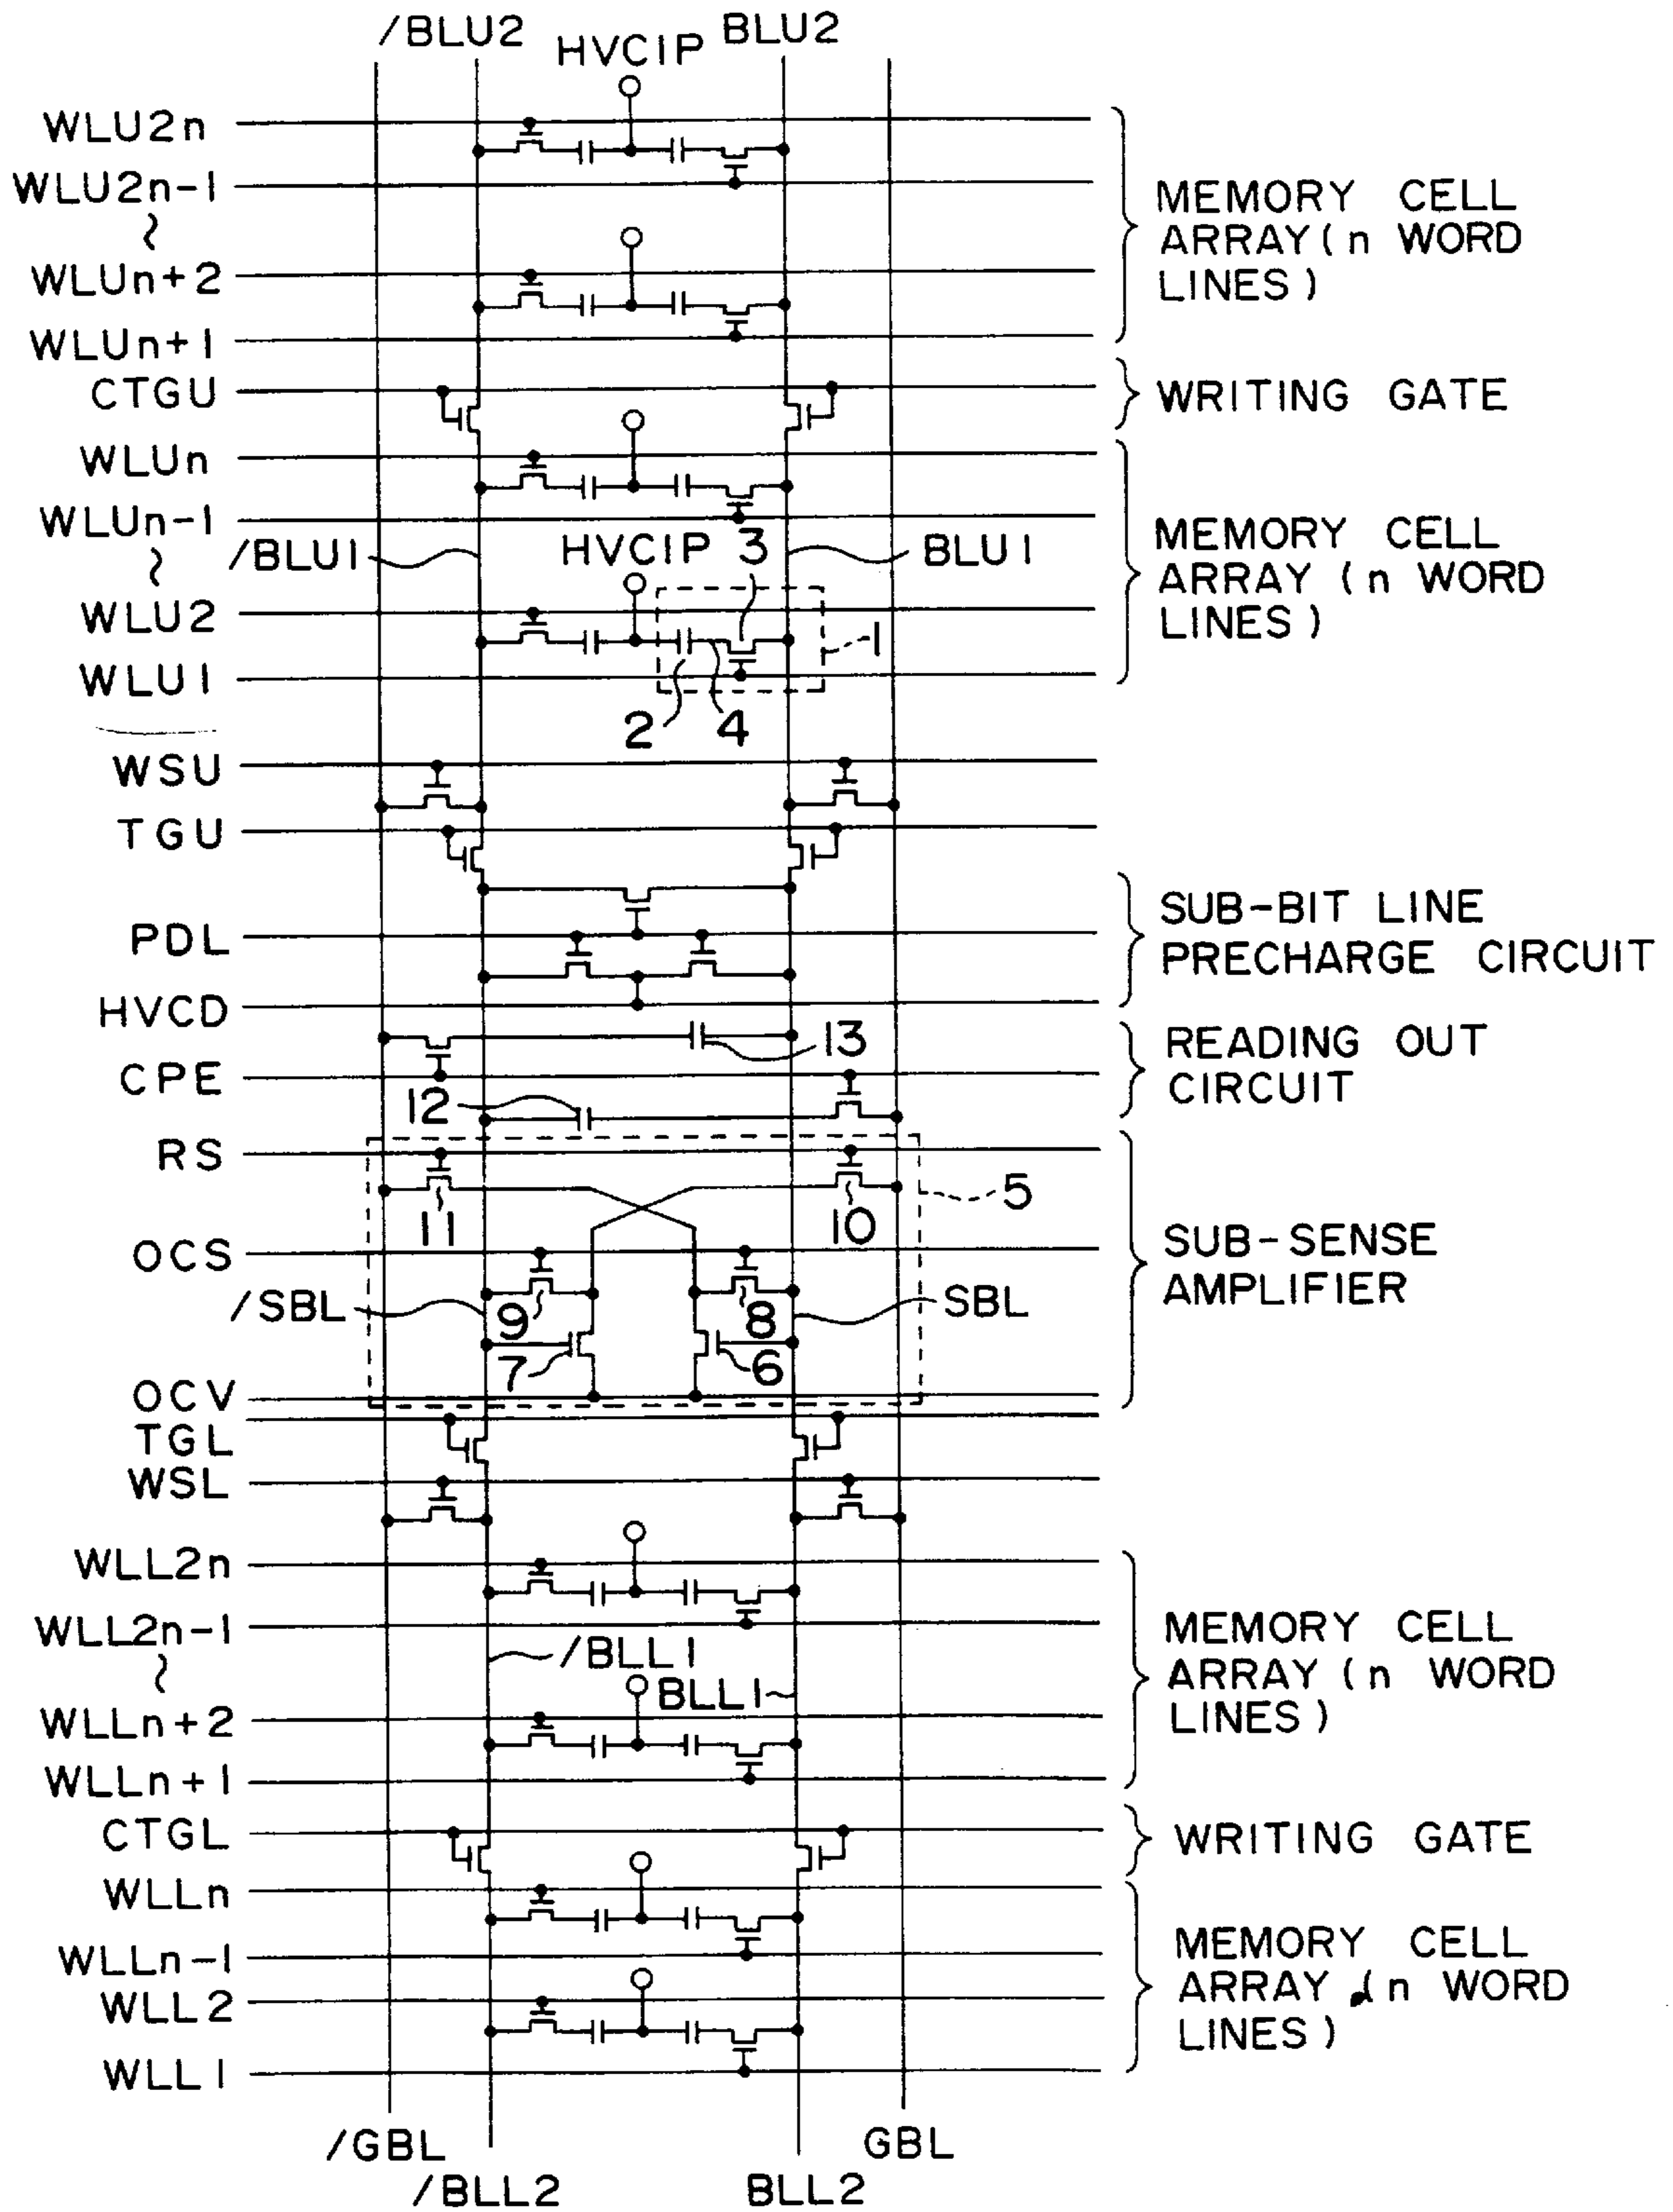 /BLU2
HVCIP
BLU2
WLU2n
WLU2n-1
WLUn+2
WLUn+1
MEMORY CELL
ARRAY(n WORD
LINES)
CTGU
WRITING GATE
WLUn
WLUn-1
/BLU1
HVCIP
3
BLU1
WLU2
WLU1
MEMORY CELL
ARRAY (n WORD
LINES)
1
2
4
WSU
TGU
PDL
HVCD
SUB-BIT LINE
PRECHARGE CIRCUIT
13
CPE
12
READING OUT
CIRCUIT
RS
11
10
5
OCS
/SBL
9
8
SBL
7
6
OCV
SUB-SENSE
AMPLIFIER
TGL
WSL
WLL2n
WLL2n-1
/BLL1
BLL1
WLLn+2
WLLn+1
MEMORY CELL
ARRAY (n WORD
LINES)
CTGL
WRITING GATE
WLLn
WLLn-1
WLL2
WLL1
MEMORY CELL
ARRAY (n WORD
LINES)
/GBL
GBL
/BLL2
BLL2